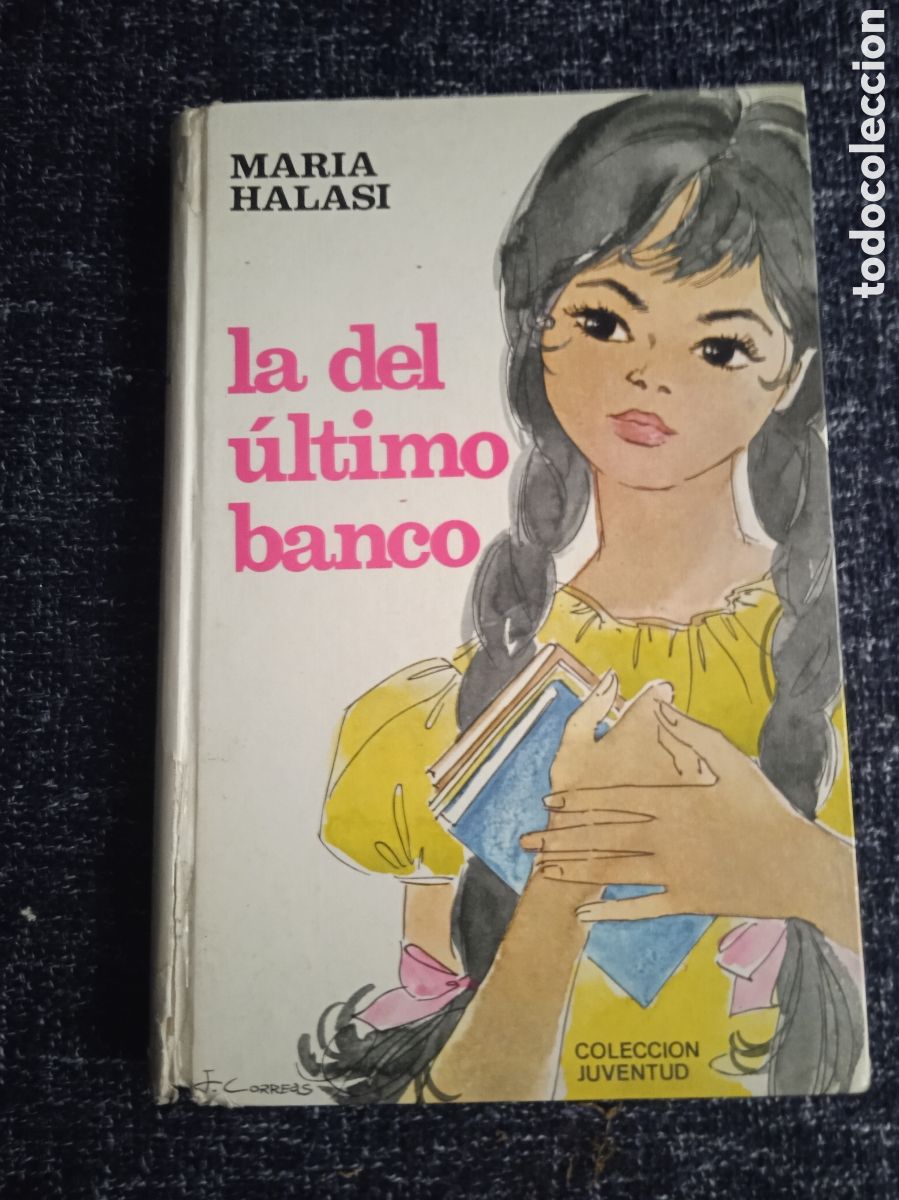 MARIA
HALASI
la del
último
banco
J. CORREAS
COLECCION
JUVENTUD
todocoleccion